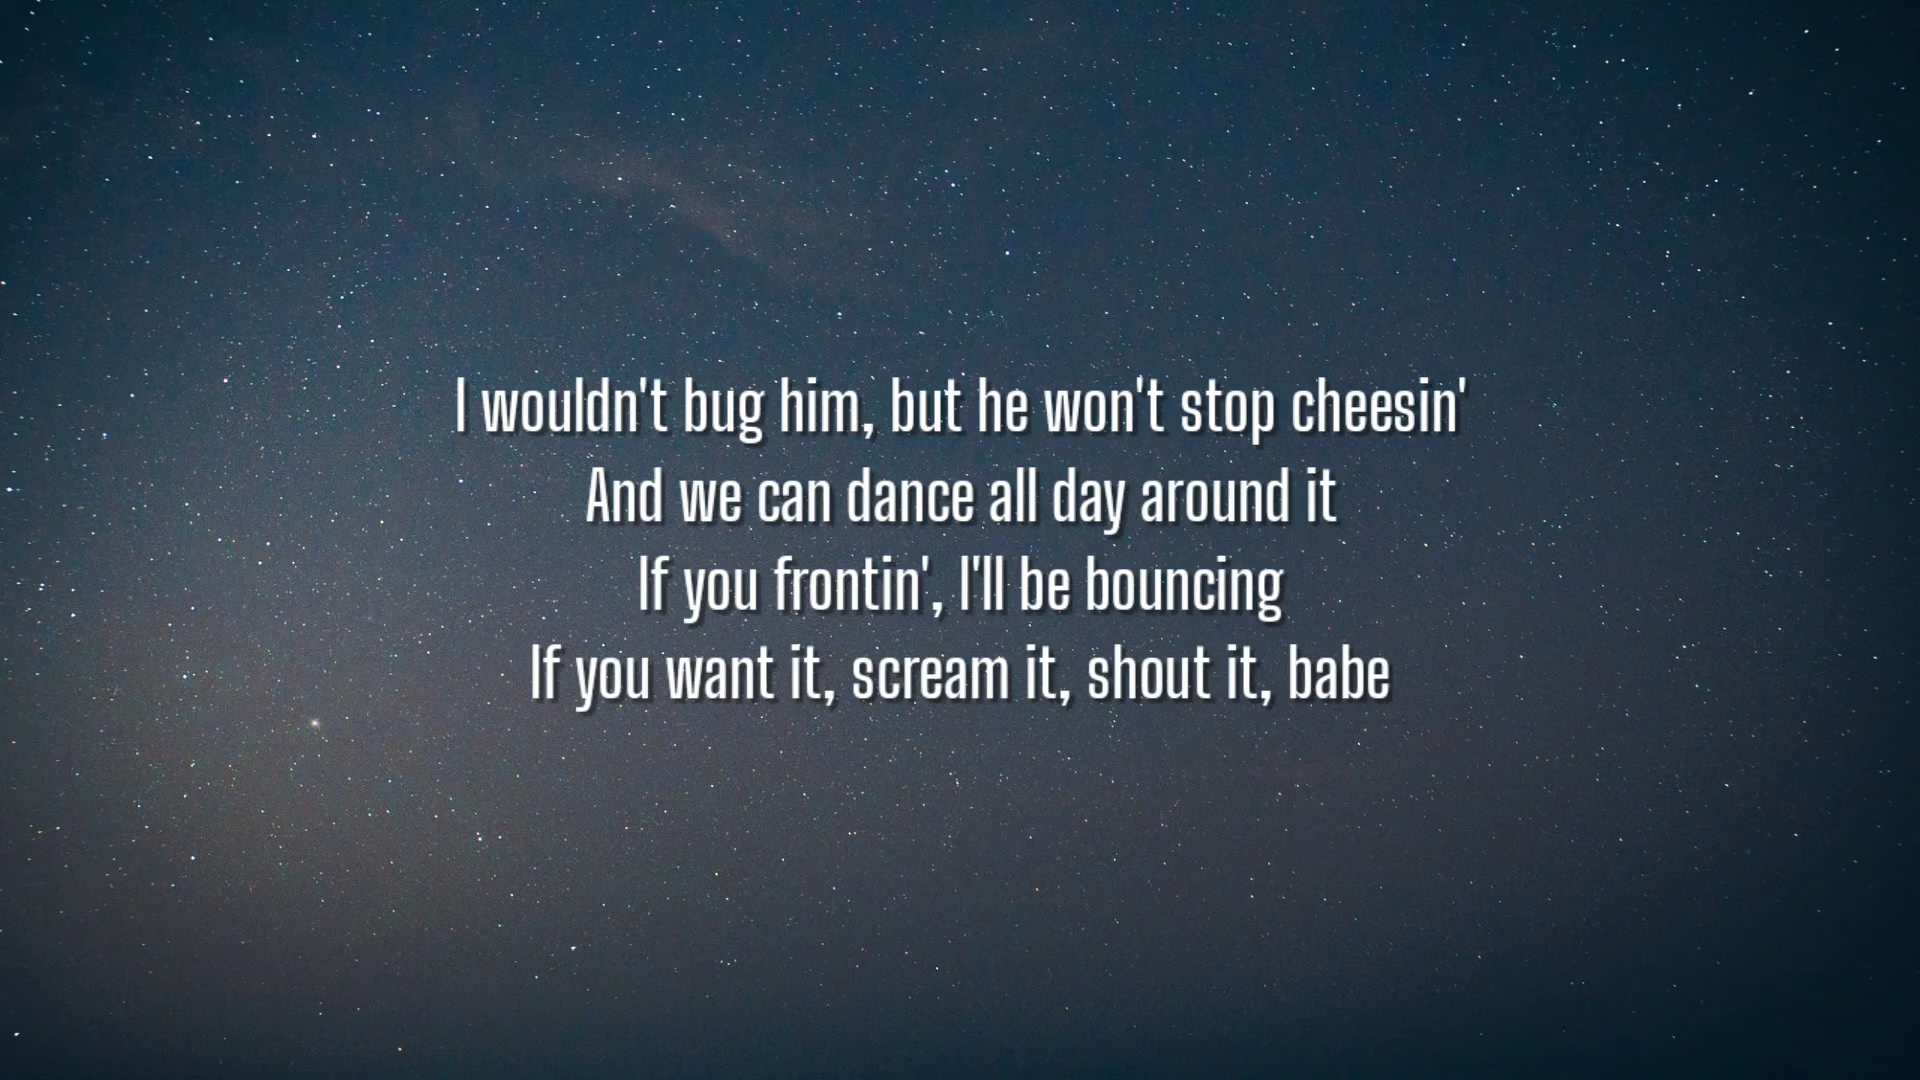 I wouldn't bug him, but he won't stop cheesin'
And we can dance all day around it
If you frontin', I'll be bouncing
If you want it, scream it, shout it, babe